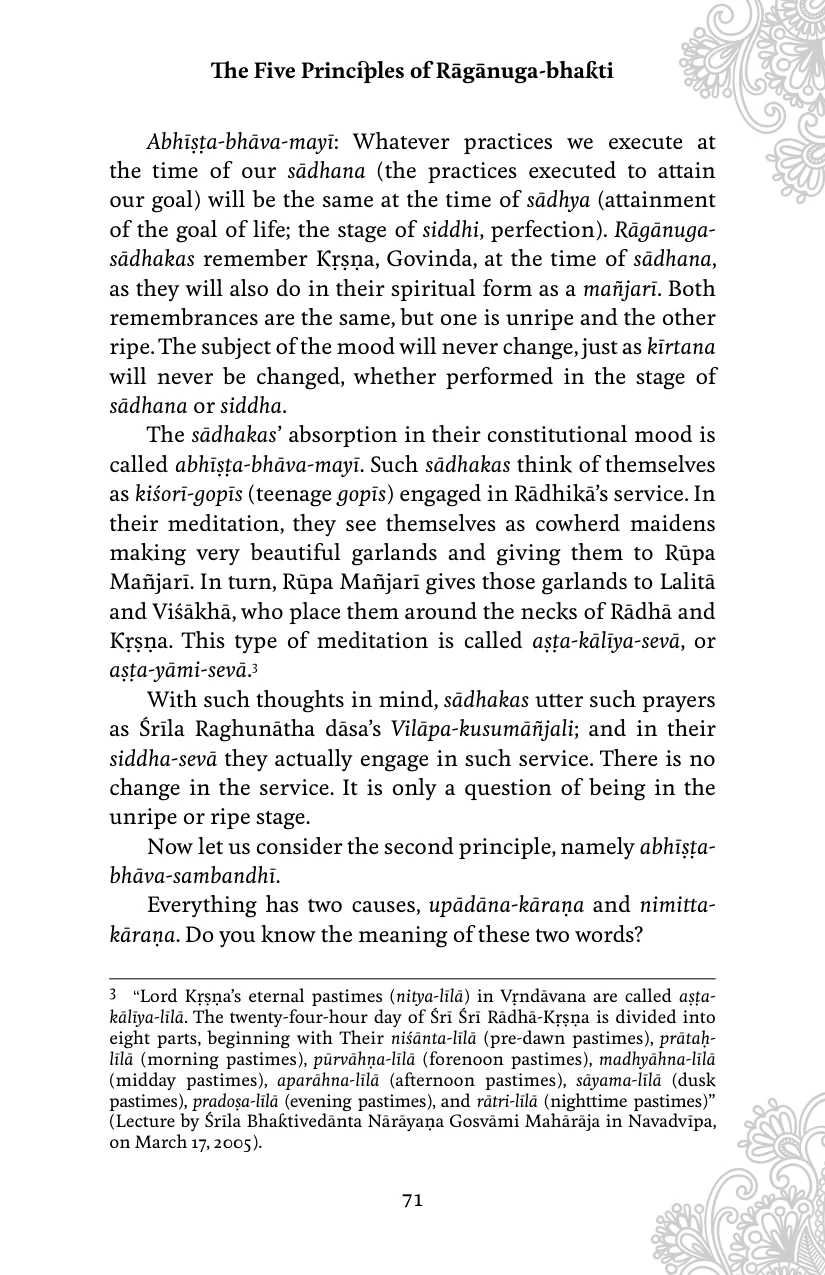 The Five Principles of Rāgānuga-bhakti
Abhīṣṭa-bhāva-mayī: Whatever practices we execute at
the time of our sādhana (the practices executed to attain
our goal) will be the same at the time of sādhya (attainment
of the goal of life; the stage of siddhi, perfection). Rāgānuga-
sādhakas remember Kṛṣṇa, Govinda, at the time of sādhana,
as they will also do in their spiritual form as a mañjarī. Both
remembrances are the same, but one is unripe and the other
ripe. The subject of the mood will never change, just as kīrtana
will never be changed, whether performed in the stage of
sādhana or siddha.
The sādhakas’ absorption in their constitutional mood is
called abhīṣṭa-bhāva-mayī. Such sādhakas think of themselves
as kiśorī-gopīs (teenage gopīs) engaged in Rādhikā’s service. In
their meditation, they see themselves as cowherd maidens
making very beautiful garlands and giving them to Rūpa
Mañjarī. In turn, Rūpa Mañjarī gives those garlands to Lalitā
and Viśākhā, who place them around the necks of Rādhā and
Kṛṣṇa. This type of meditation is called aṣṭa-kālīya-sevā, or
aṣṭa-yāmi-sevā.3
With such thoughts in mind, sādhakas utter such prayers
as Śrīla Raghunātha dāsa’s Vilāpa-kusumāñjali; and in their
siddha-sevā they actually engage in such service. There is no
change in the service. It is only a question of being in the
unripe or ripe stage.
Now let us consider the second principle, namely abhīṣṭa-
bhāva-sambandhī.
Everything has two causes, upādāna-kāraṇa and nimitta-
kāraṇa. Do you know the meaning of these two words?
3 “Lord Kṛṣṇa’s eternal pastimes (nitya-līlā) in Vṛndāvana are called aṣṭa-
kālīya-līlā. The twenty-four-hour day of Śrī Śrī Rādhā-Kṛṣṇa is divided into
eight parts, beginning with Their niśānta-līlā (pre-dawn pastimes), prātaḥ-
līlā (morning pastimes), pūrvāhṇa-līlā (forenoon pastimes), madhyāhna-līlā
(midday pastimes), aparāhna-līlā (afternoon pastimes), sāyama-līlā (dusk
pastimes), pradoṣa-līlā (evening pastimes), and rātri-līlā (nighttime pastimes)”
(Lecture by Śrīla Bhaktivedānta Nārāyaṇa Gosvāmi Mahārāja in Navadvīpa,
on March 17, 2005).
71